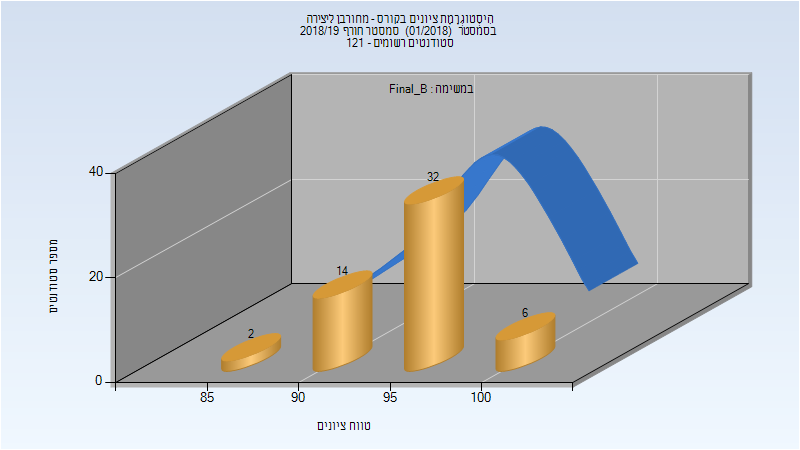 היסטוגרמת ציונים בקורס - מחורבן ליצירה
בסמסטר (01/2018) סמסטר חורף 2018/19
סטודנטים רשומים - 121
במשימה : Final_B
40
20
0
מספר סטודנטים
2
14
32
6
85
90
95
100
טווח ציונים